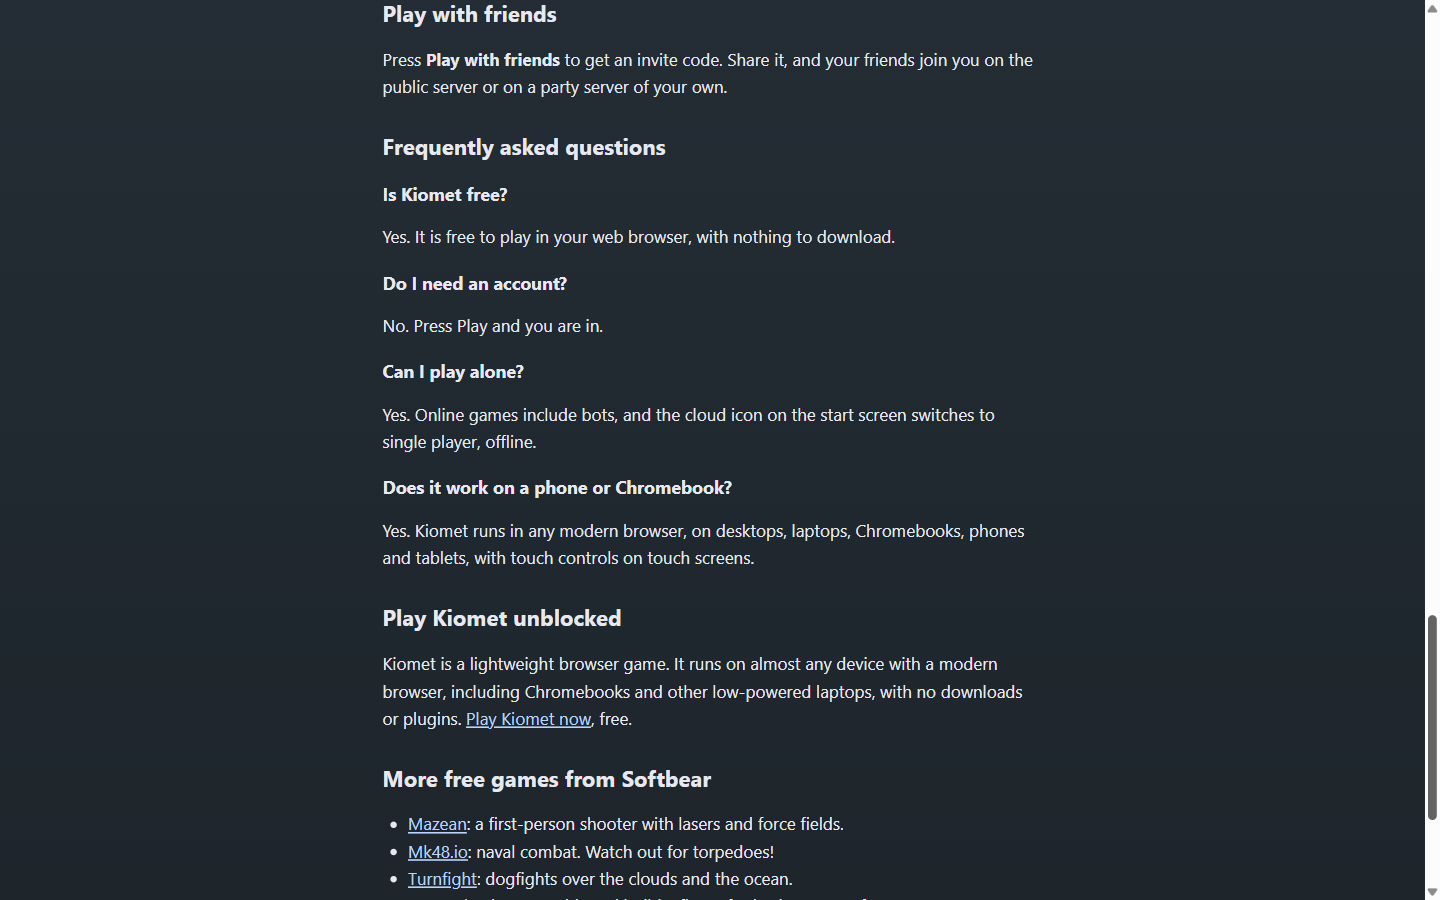 Play with friends
Press Play with friends to get an invite code. Share it, and your friends join you on the
public server or on a party server of your own.
Frequently asked questions
Is Kiomet free?
Yes. It is free to play in your web browser, with nothing to download.
Do I need an account?
No. Press Play and you are in.
Can I play alone?
Yes. Online games include bots, and the cloud icon on the start screen switches to
single player, offline.
Does it work on a phone or Chromebook?
Yes. Kiomet runs in any modern browser, on desktops, laptops, Chromebooks, phones
and tablets, with touch controls on touch screens.
Play Kiomet unblocked
Kiomet is a lightweight browser game. It runs on almost any device with a modern
browser, including Chromebooks and other low-powered laptops, with no downloads
or plugins. Play Kiomet now, free.
More free games from Softbear
• Mazean: a first-person shooter with lasers and force fields.
• Mk48.io: naval combat. Watch out for torpedoes!
• Turnfight: dogfights over the clouds and the ocean.